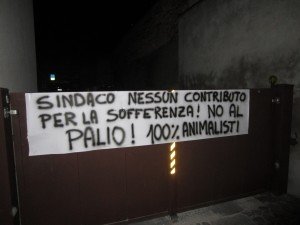 SINDACO NESSUN CONTRIBUTO
PER LA SOFFERENZA! NO AL
PALIO! 100% ANIMALISTI